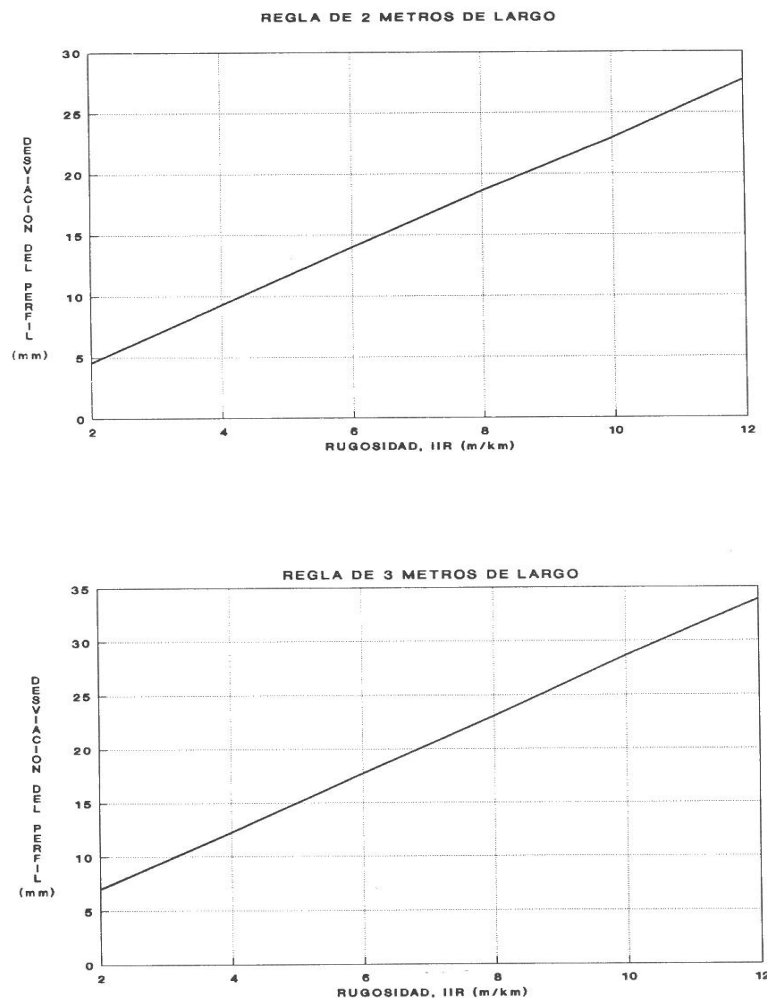 REGLA DE 2 METROS DE LARGO
30
25
20
15
10
5
0
DESVIACION DEL PERFIL
(mm)
2 4 6 8 10 12
RUGOSIDAD, IIR (m/km)
REGLA DE 3 METROS DE LARGO
35
30
25
20
15
10
5
0
DESVIACION DEL PERFIL
(mm)
2 4 6 8 10 12
RUGOSIDAD, IIR (m/km)